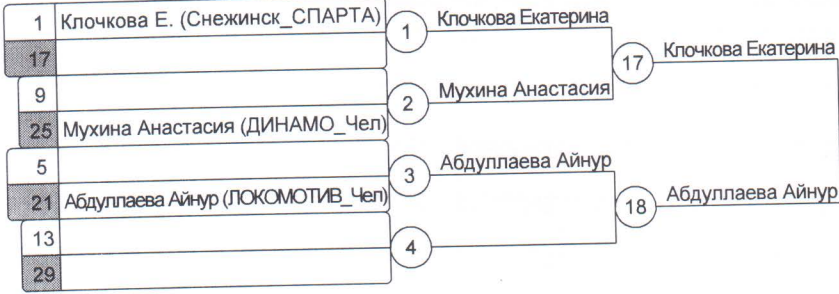 1 Клочкова Е. (Снежинск_СПАРТА)
17
1 Клочкова Екатерина
9
25 Мухина Анастасия (ДИНАМО_Чел)
2 Мухина Анастасия
17 Клочкова Екатерина
5
21 Абдуллаева Айнур (ЛОКОМОТИВ_Чел)
3 Абдуллаева Айнур
13
29
4
18 Абдуллаева Айнур